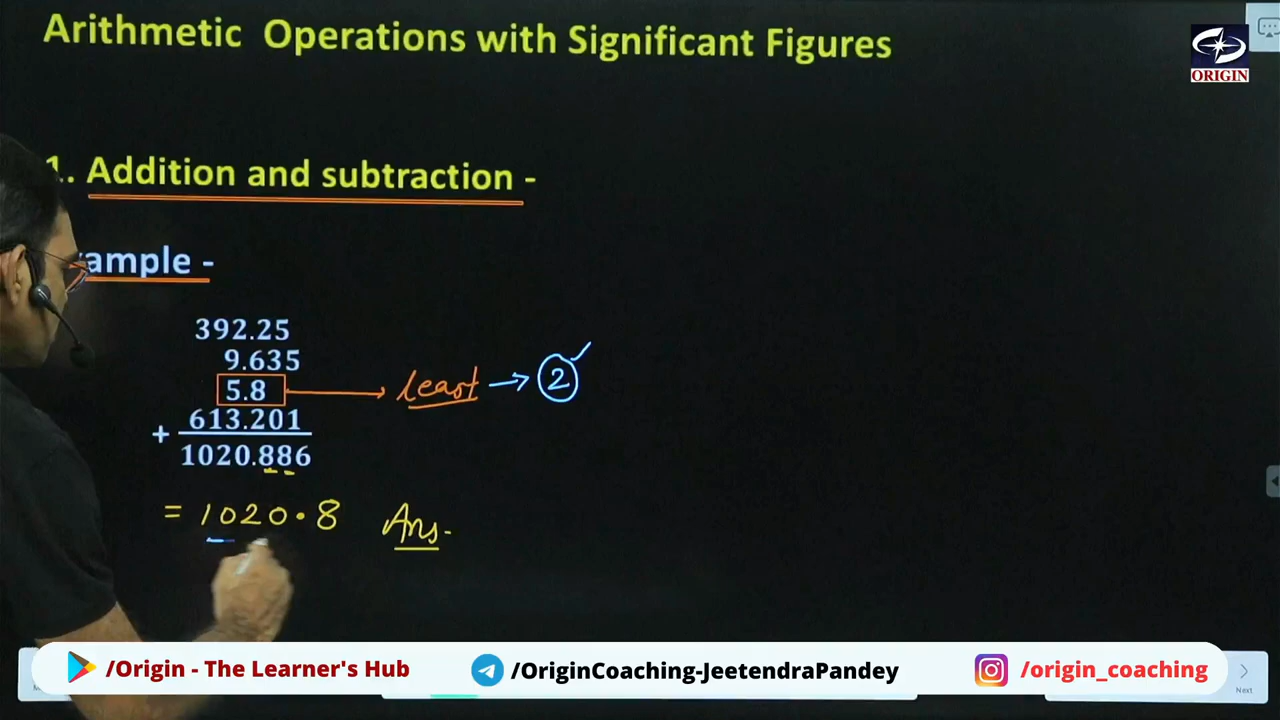 Arithmetic Operations with Significant Figures
ORIGIN
1. Addition and subtraction -
ample -
392.25
9.635
5.8 least → 2 ✓
+ 613.201
1020.886
= 1020.8 Ans.
/Origin - The Learner's Hub
/OriginCoaching-JeetendraPandey
/origin_coaching
Next